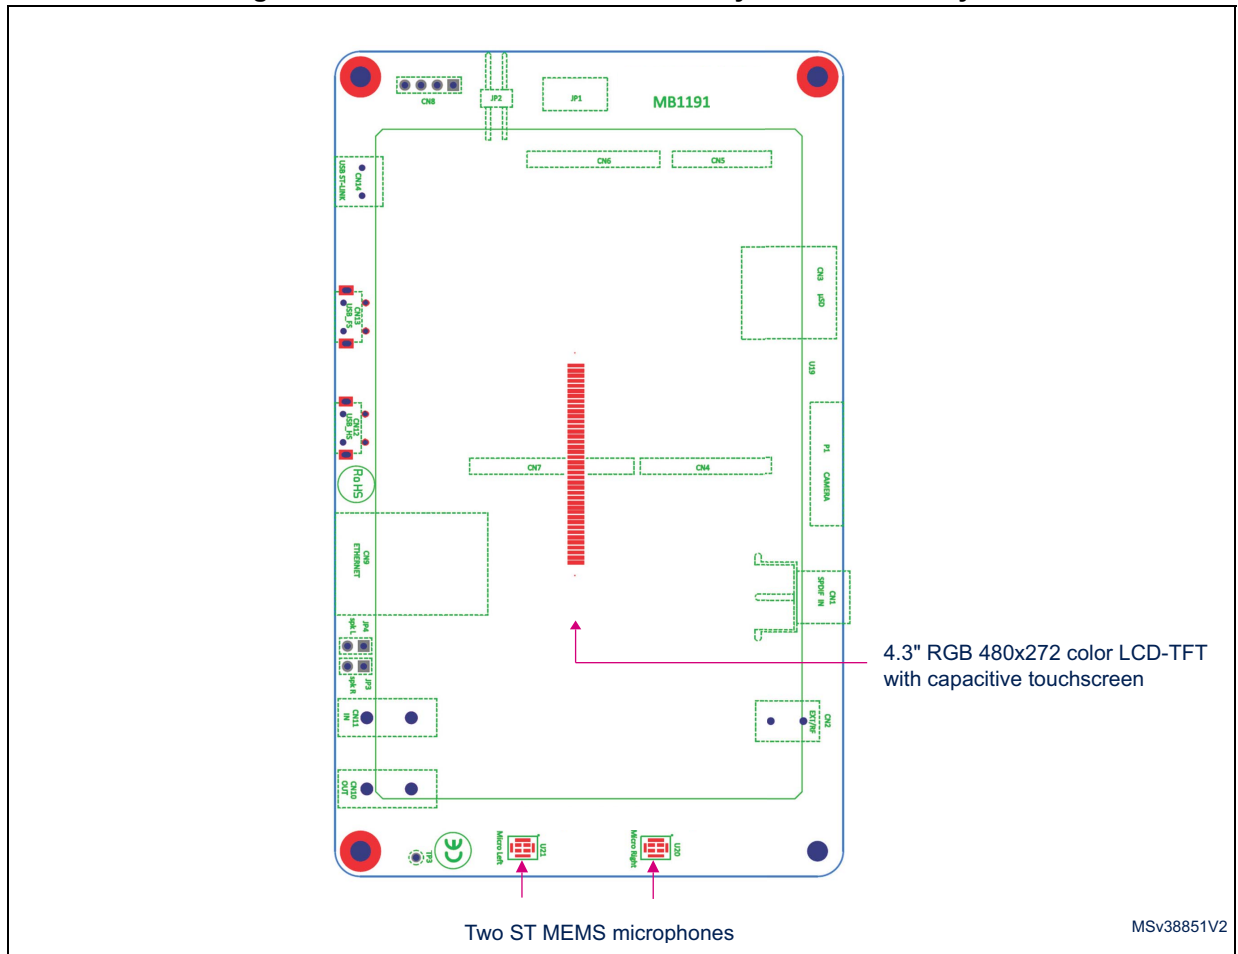 CN8
JP2
JP1
MB1191
CN6
CN5
CN14
USB ST-LINK
CN3 µSD
CN13
USB_FS
U19
CN12
USB_HS
P1 CAMERA
CN7
CN4
RoHS
CN9
ETHERNET
CN1
SPDIF IN
JP4
spk L
JP3
spk R
4.3" RGB 480x272 color LCD-TFT
with capacitive touchscreen
CN11
IN
CN2
EXT/RF
CN10
OUT
TP3
CE
Micro Left
U21
Micro Right
U20
Two ST MEMS microphones
MSv38851V2